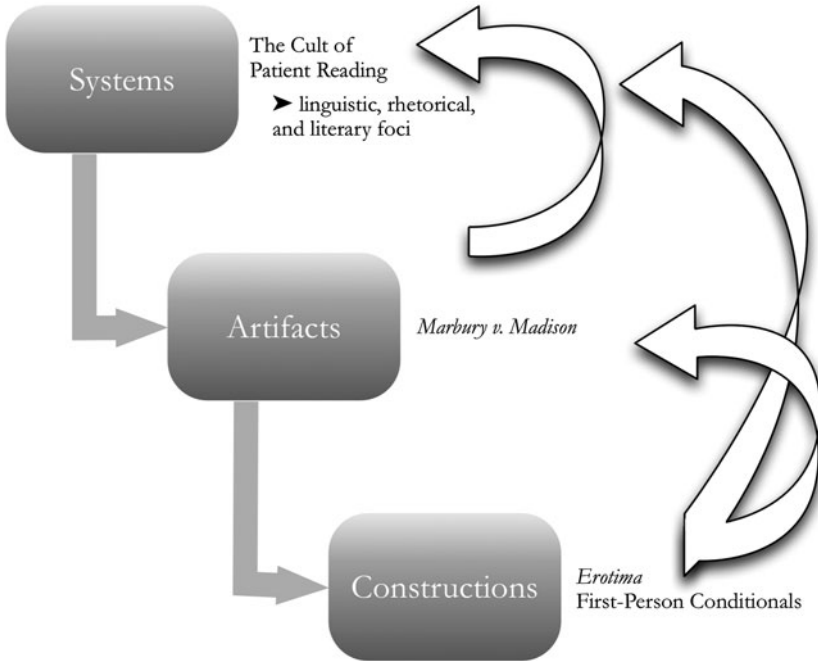 Systems
The Cult of
Patient Reading
➤ linguistic, rhetorical,
and literary foci
Artifacts
Marbury v. Madison
Constructions
Erotima
First-Person Conditionals